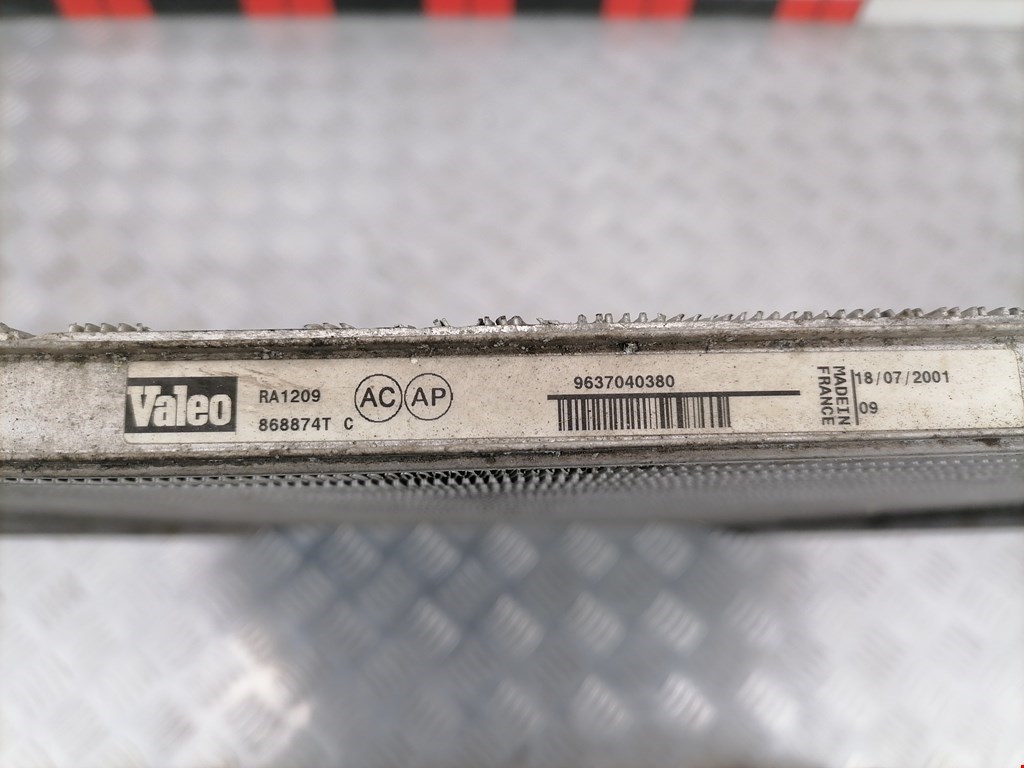 Valeo
RA1209
868874T C
AC AP
9637040380
MADE IN
FRANCE
18/07/2001
09